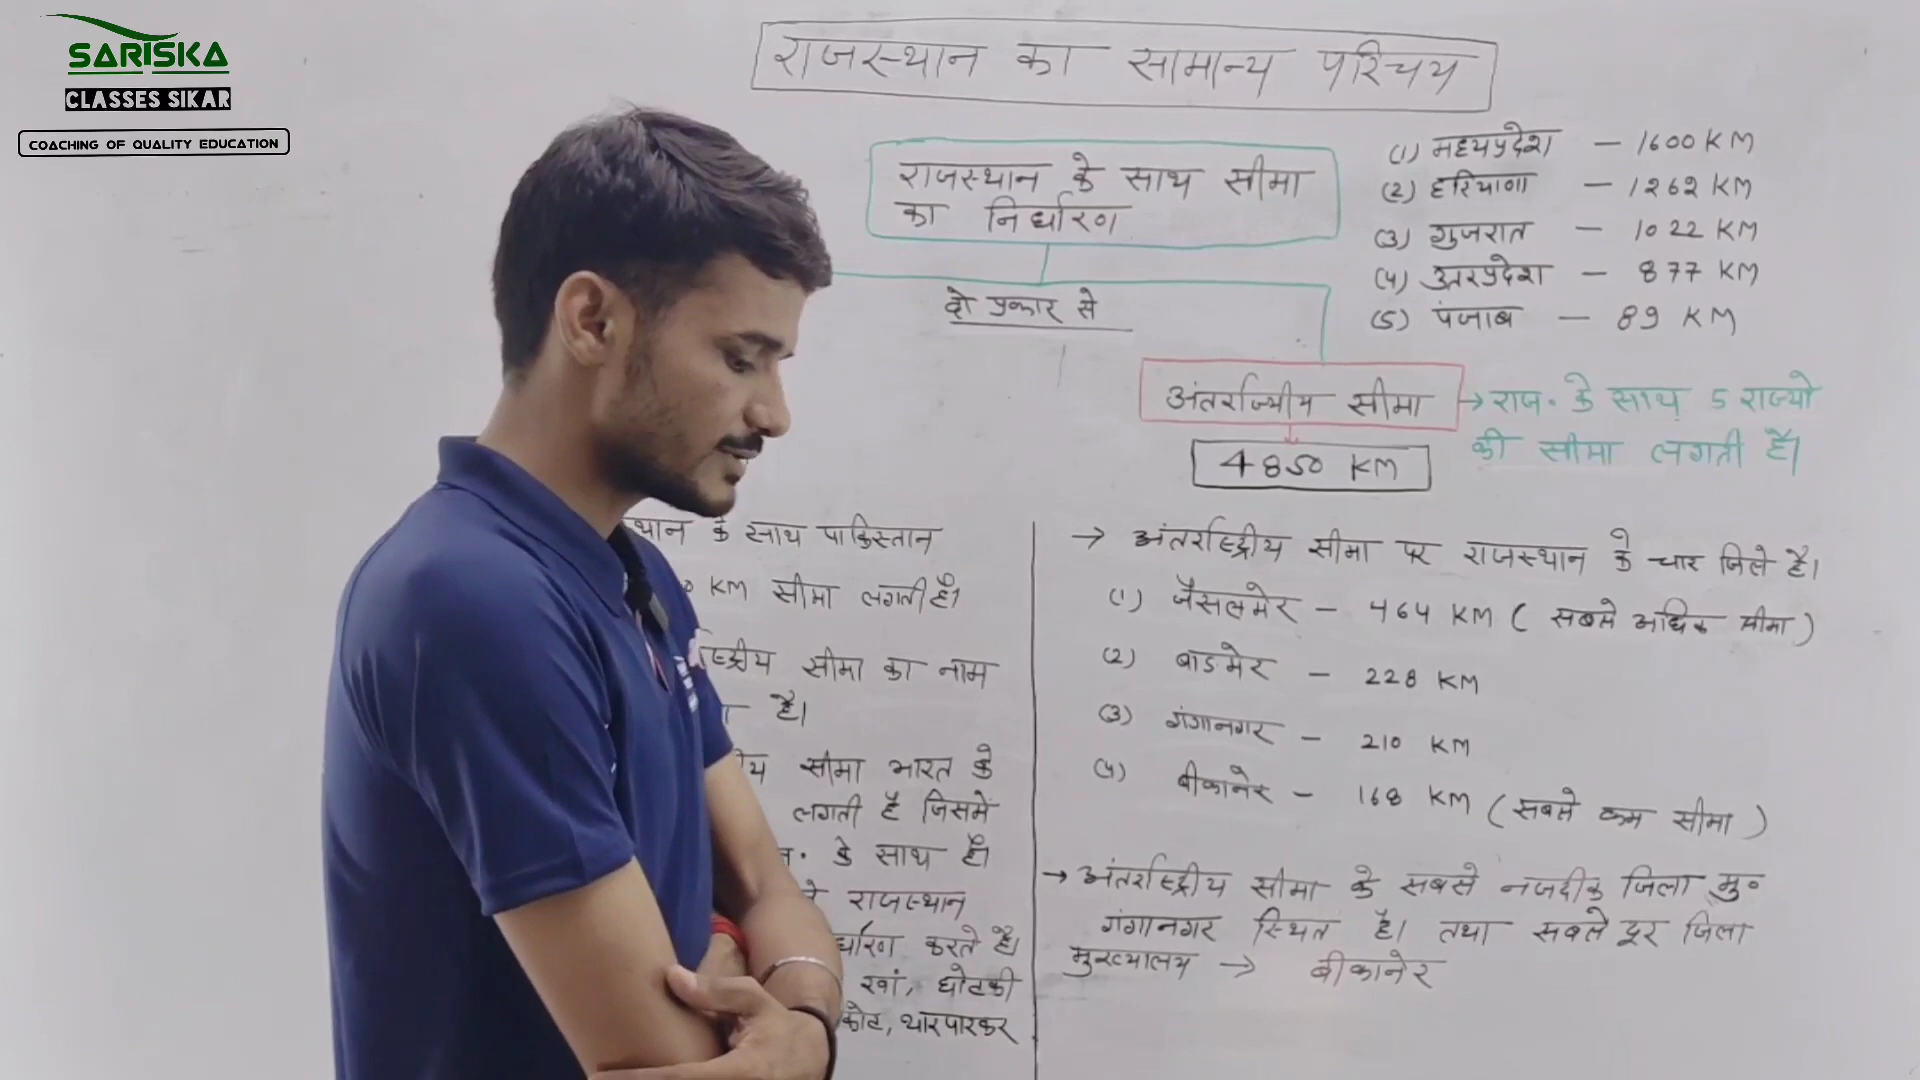 SARISKA
CLASSES SIKAR
COACHING OF QUALITY EDUCATION
राजस्थान का सामान्य परिचय
राजस्थान के साथ सीमा
का निर्धारण
दो प्रकार से
(1) मध्यप्रदेश – 1600 KM
(2) हरियाणा – 1262 KM
(3) गुजरात – 1022 KM
(4) उतरप्रदेश – 877 KM
(5) पंजाब – 89 KM
अंतर्राज्यीय सीमा → राज. के साथ 5 राज्यो
की सीमा लगती है।
4850 KM
के साथ पाकिस्तान
KM सीमा लगती है।
सीमा का नाम
है।
सीमा भारत के
लगती है जिसमें
के साथ है।
राजस्थान
करते है।
खां, घोटकी
थारपारकर
→ अंतर्राष्ट्रीय सीमा पर राजस्थान के चार जिले है।
(1) जैसलमेर – 464 KM ( सबसे अधिक सीमा )
(2) बाडमेर – 228 KM
(3) गंगानगर – 210 KM
(4) बीकानेर – 168 KM ( सबसे कम सीमा )
→ अंतर्राष्ट्रीय सीमा के सबसे नजदीक जिला मु॰
गंगानगर स्थित है। तथा सबसे दूर जिला
मुख्यालय → बीकानेर